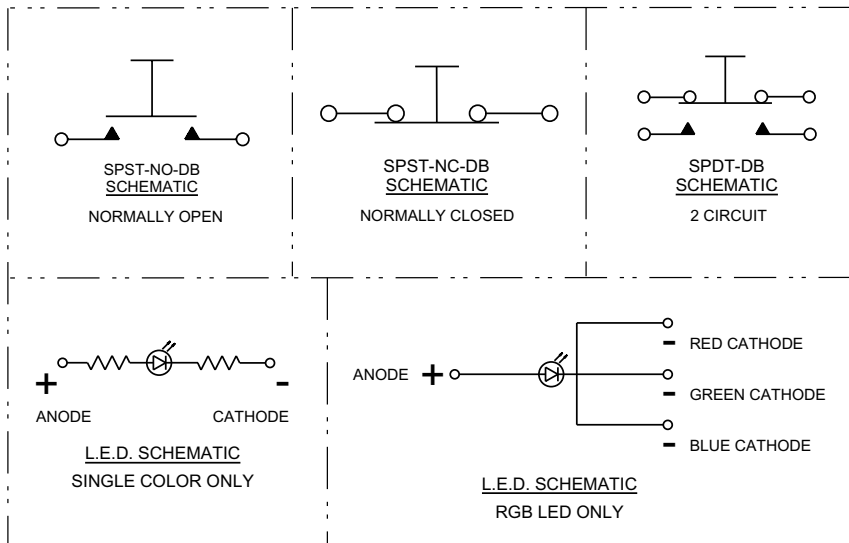 SPST-NO-DB
SCHEMATIC
NORMALLY OPEN
SPST-NC-DB
SCHEMATIC
NORMALLY CLOSED
SPDT-DB
SCHEMATIC
2 CIRCUIT
+ -
ANODE CATHODE
L.E.D. SCHEMATIC
SINGLE COLOR ONLY
ANODE +
- RED CATHODE
- GREEN CATHODE
- BLUE CATHODE
L.E.D. SCHEMATIC
RGB LED ONLY